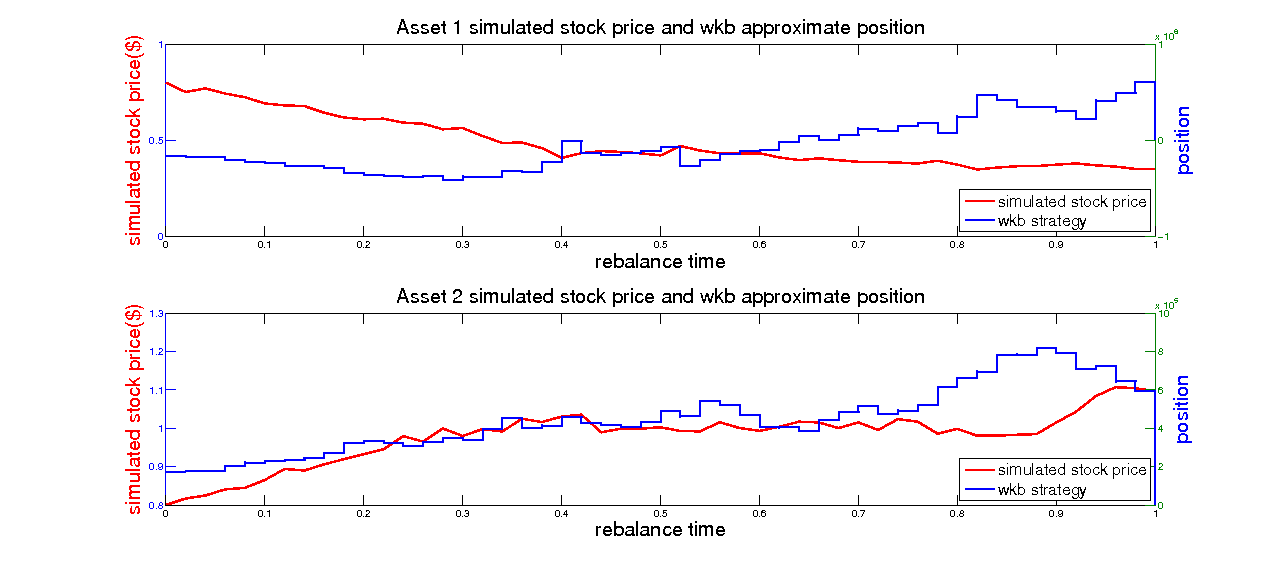 Asset 1 simulated stock price and wkb approximate position
x 10^6
simulated stock price($)
1
0.5
0
1
0
-1
position
simulated stock price
wkb strategy
0 0.1 0.2 0.3 0.4 0.5 0.6 0.7 0.8 0.9 1
rebalance time
Asset 2 simulated stock price and wkb approximate position
simulated stock price($)
1.3
1.2
1.1
1
0.9
0.8
10
8
6
4
2
0
position
simulated stock price
wkb strategy
0 0.1 0.2 0.3 0.4 0.5 0.6 0.7 0.8 0.9 1
rebalance time